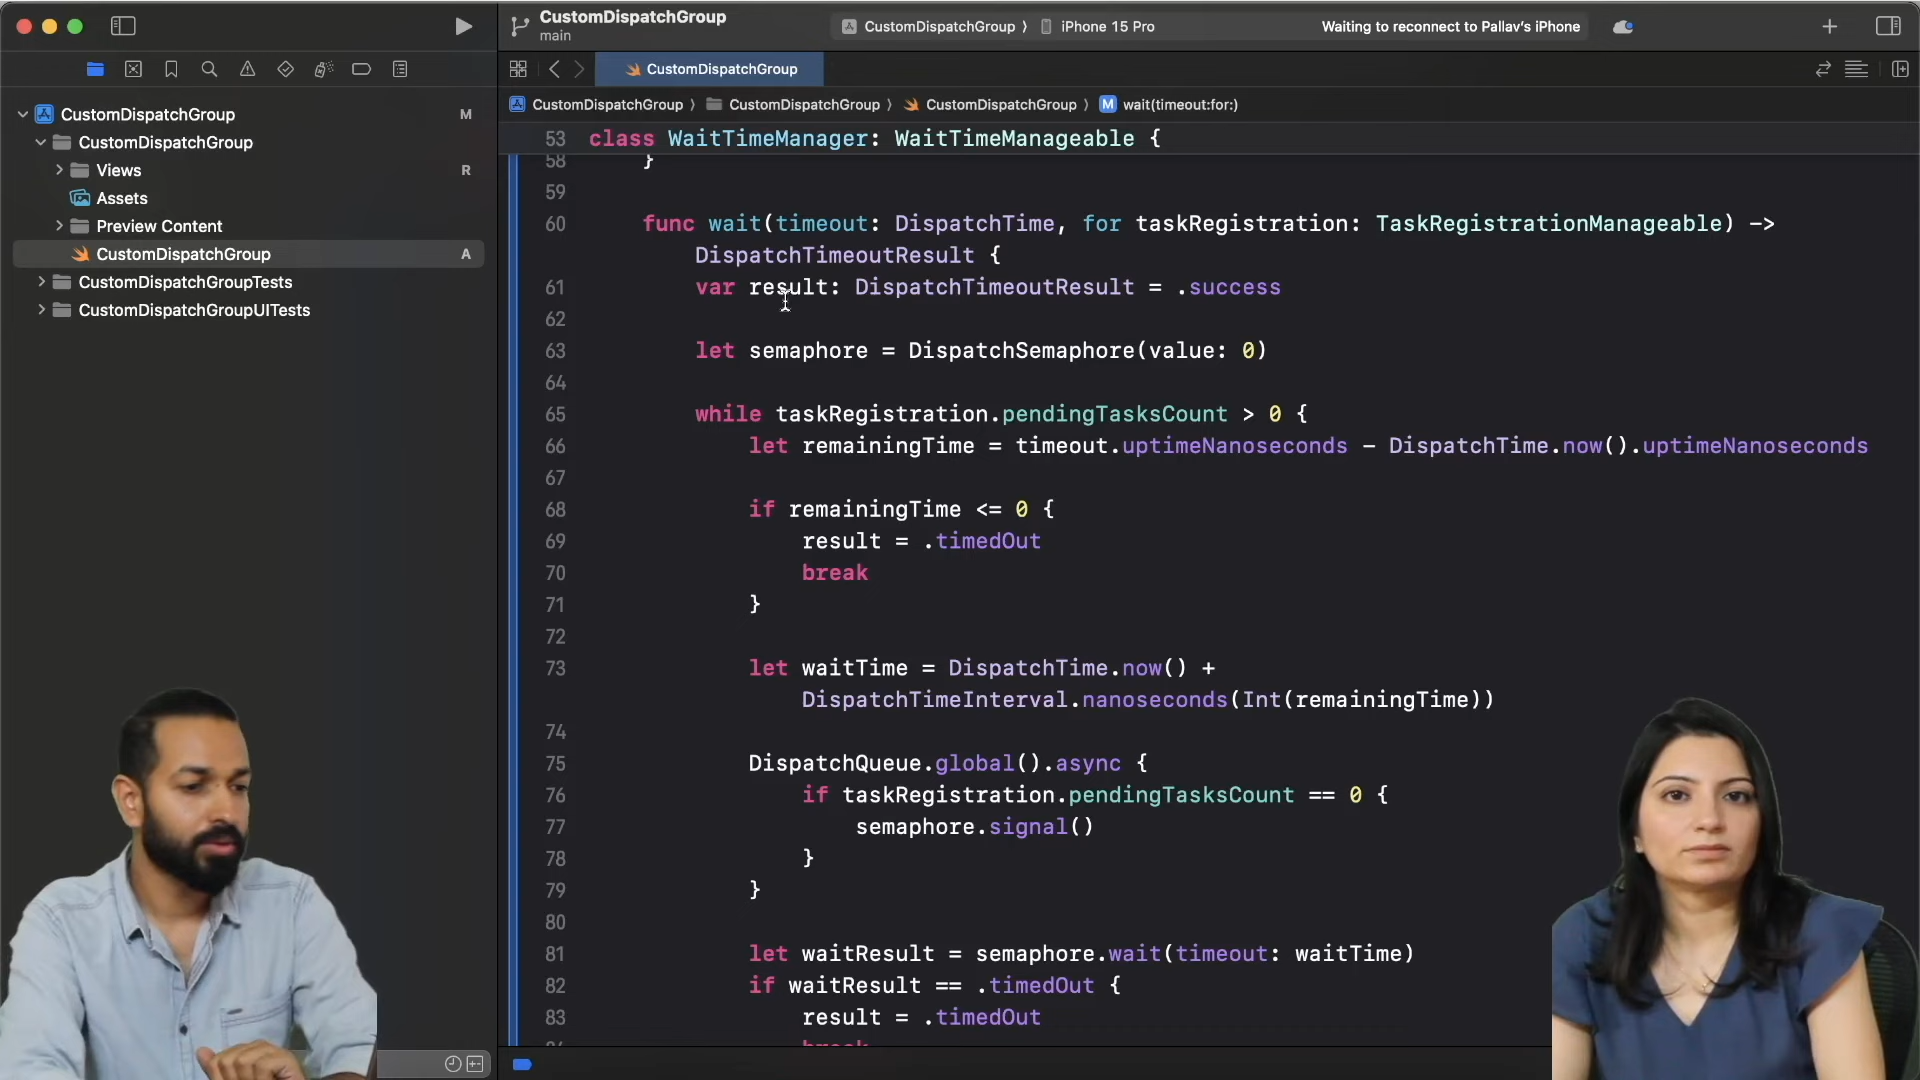 CustomDispatchGroup
main
CustomDispatchGroup 〉 iPhone 15 Pro
Waiting to reconnect to Pallav's iPhone
CustomDispatchGroup
CustomDispatchGroup 〉 CustomDispatchGroup 〉 CustomDispatchGroup 〉 M wait(timeout:for:)
CustomDispatchGroup M
CustomDispatchGroup
Views R
Assets
Preview Content
CustomDispatchGroup A
CustomDispatchGroupTests
CustomDispatchGroupUITests
53 class WaitTimeManager: WaitTimeManageable {
58 }
59
60 func wait(timeout: DispatchTime, for taskRegistration: TaskRegistrationManageable) ->
DispatchTimeoutResult {
61 var result: DispatchTimeoutResult = .success
62
63 let semaphore = DispatchSemaphore(value: 0)
64
65 while taskRegistration.pendingTasksCount > 0 {
66 let remainingTime = timeout.uptimeNanoseconds - DispatchTime.now().uptimeNanoseconds
67
68 if remainingTime <= 0 {
69 result = .timedOut
70 break
71 }
72
73 let waitTime = DispatchTime.now() +
DispatchTimeInterval.nanoseconds(Int(remainingTime))
74
75 DispatchQueue.global().async {
76 if taskRegistration.pendingTasksCount == 0 {
77 semaphore.signal()
78 }
79 }
80
81 let waitResult = semaphore.wait(timeout: waitTime)
82 if waitResult == .timedOut {
83 result = .timedOut